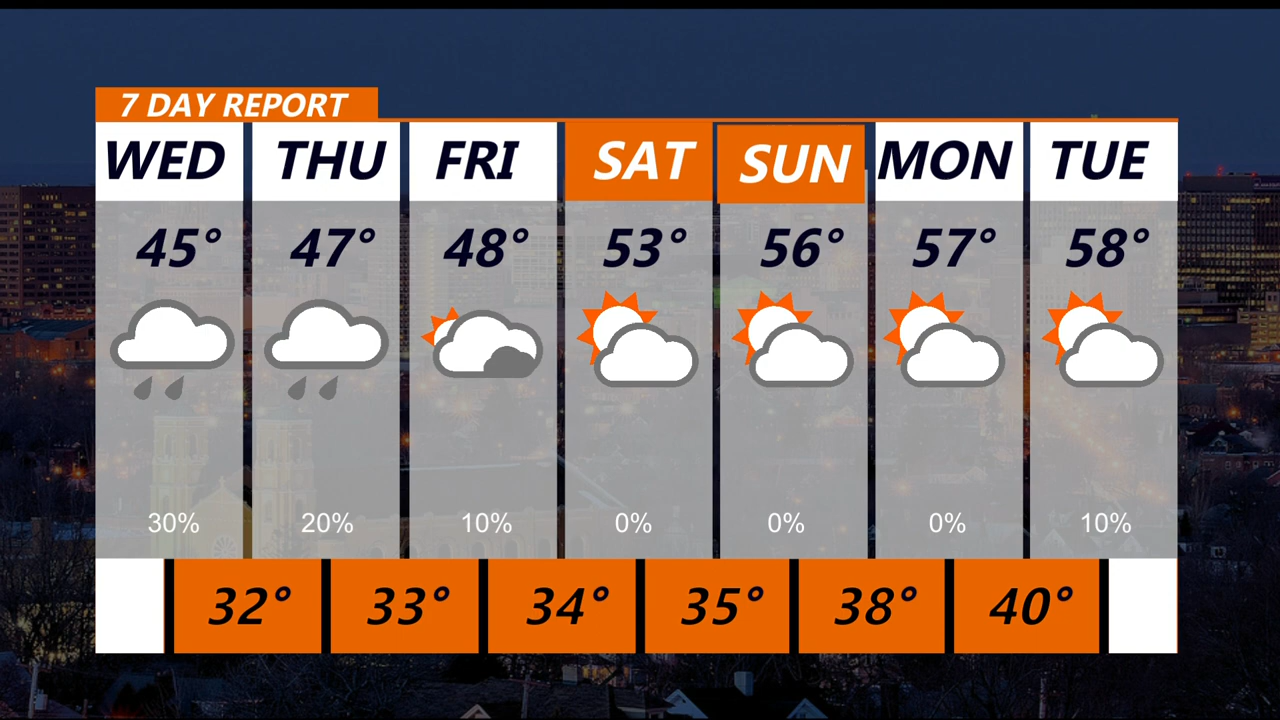 7 DAY REPORT
WED THU FRI SAT SUN MON TUE
45° 47° 48° 53° 56° 57° 58°
30% 20% 10% 0% 0% 0% 10%
32° 33° 34° 35° 38° 40°